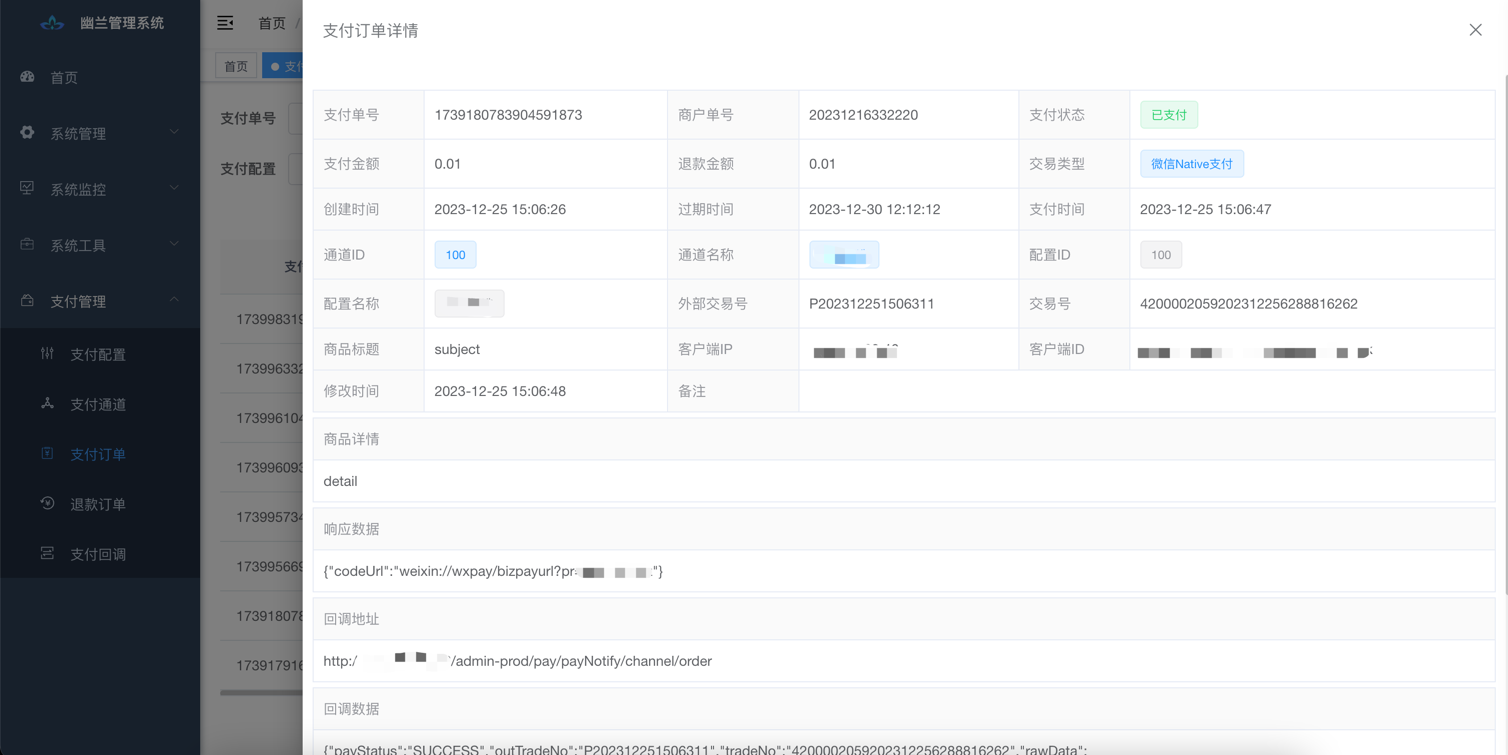 幽兰管理系统
首页
系统管理
系统监控
系统工具
支付管理
支付配置
支付通道
支付订单
退款订单
支付回调
首页 /
首页
支付单号
支付配置
173998319
173996332
173996104
173996093
173995734
173995669
173918078
173917916
支付订单详情
支付单号 1739180783904591873 商户单号 20231216332220 支付状态 已支付
支付金额 0.01 退款金额 0.01 交易类型 微信Native支付
创建时间 2023-12-25 15:06:26 过期时间 2023-12-30 12:12:12 支付时间 2023-12-25 15:06:47
通道ID 100 通道名称 配置ID 100
配置名称 外部交易号 P202312251506311 交易号 4200002059202312256288816262
商品标题 subject 客户端IP 客户端ID
修改时间 2023-12-25 15:06:48 备注
商品详情
detail
响应数据
{"codeUrl":"weixin://wxpay/bizpayurl?pr "}
回调地址
http:/ /admin-prod/pay/payNotify/channel/order
回调数据
{"payStatus":"SUCCESS","outTradeNo":"P202312251506311","tradeNo":"4200002059202312256288816262","rawData":